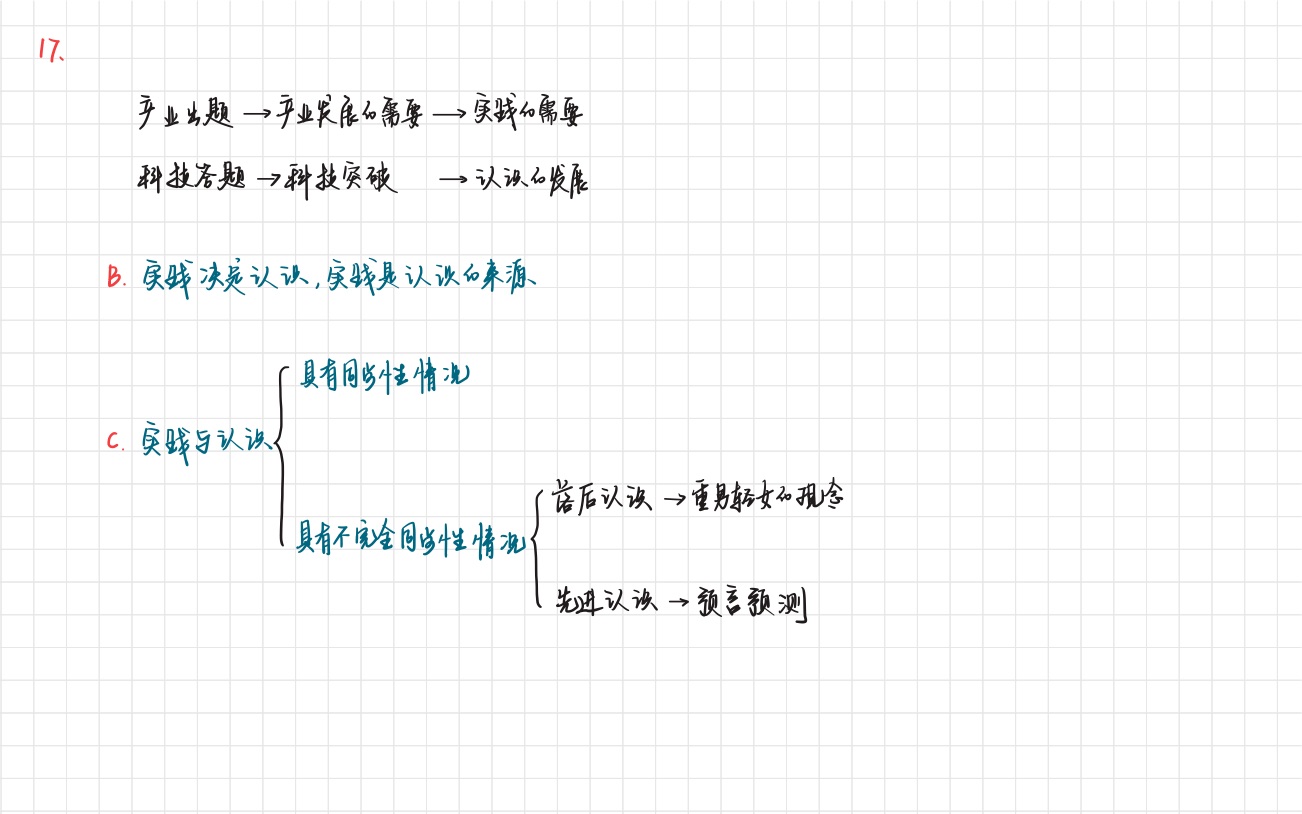 17.
产业出题→产业发展的需要→实践的需要
科技答题→科技突破 →认识的发展
B. 实践决定认识,实践是认识的来源
具有同步性情况
C. 实践与认识
落后认识→重男轻女的观念
具有不完全同步性情况
先进认识→预言预测